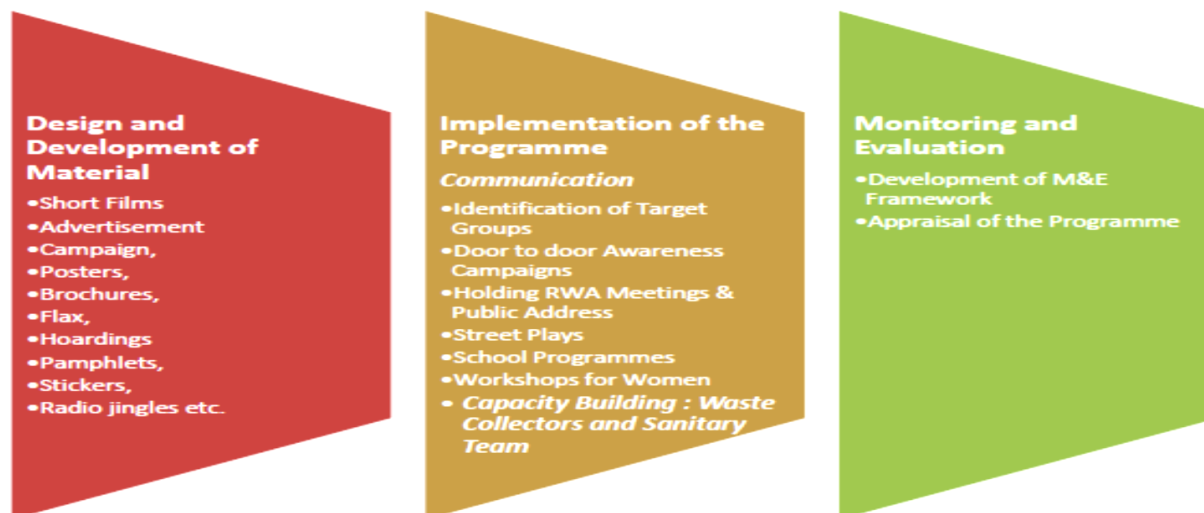 Design and
Development of
Material
•Short Films
•Advertisement
•Campaign,
•Posters,
•Brochures,
•Flax,
•Hoardings
•Pamphlets,
•Stickers,
•Radio jingles etc.
Implementation of the
Programme
Communication
•Identification of Target
Groups
•Door to door Awareness
Campaigns
•Holding RWA Meetings &
Public Address
•Street Plays
•School Programmes
•Workshops for Women
• Capacity Building : Waste
Collectors and Sanitary
Team
Monitoring and
Evaluation
•Development of M&E
Framework
•Appraisal of the Programme